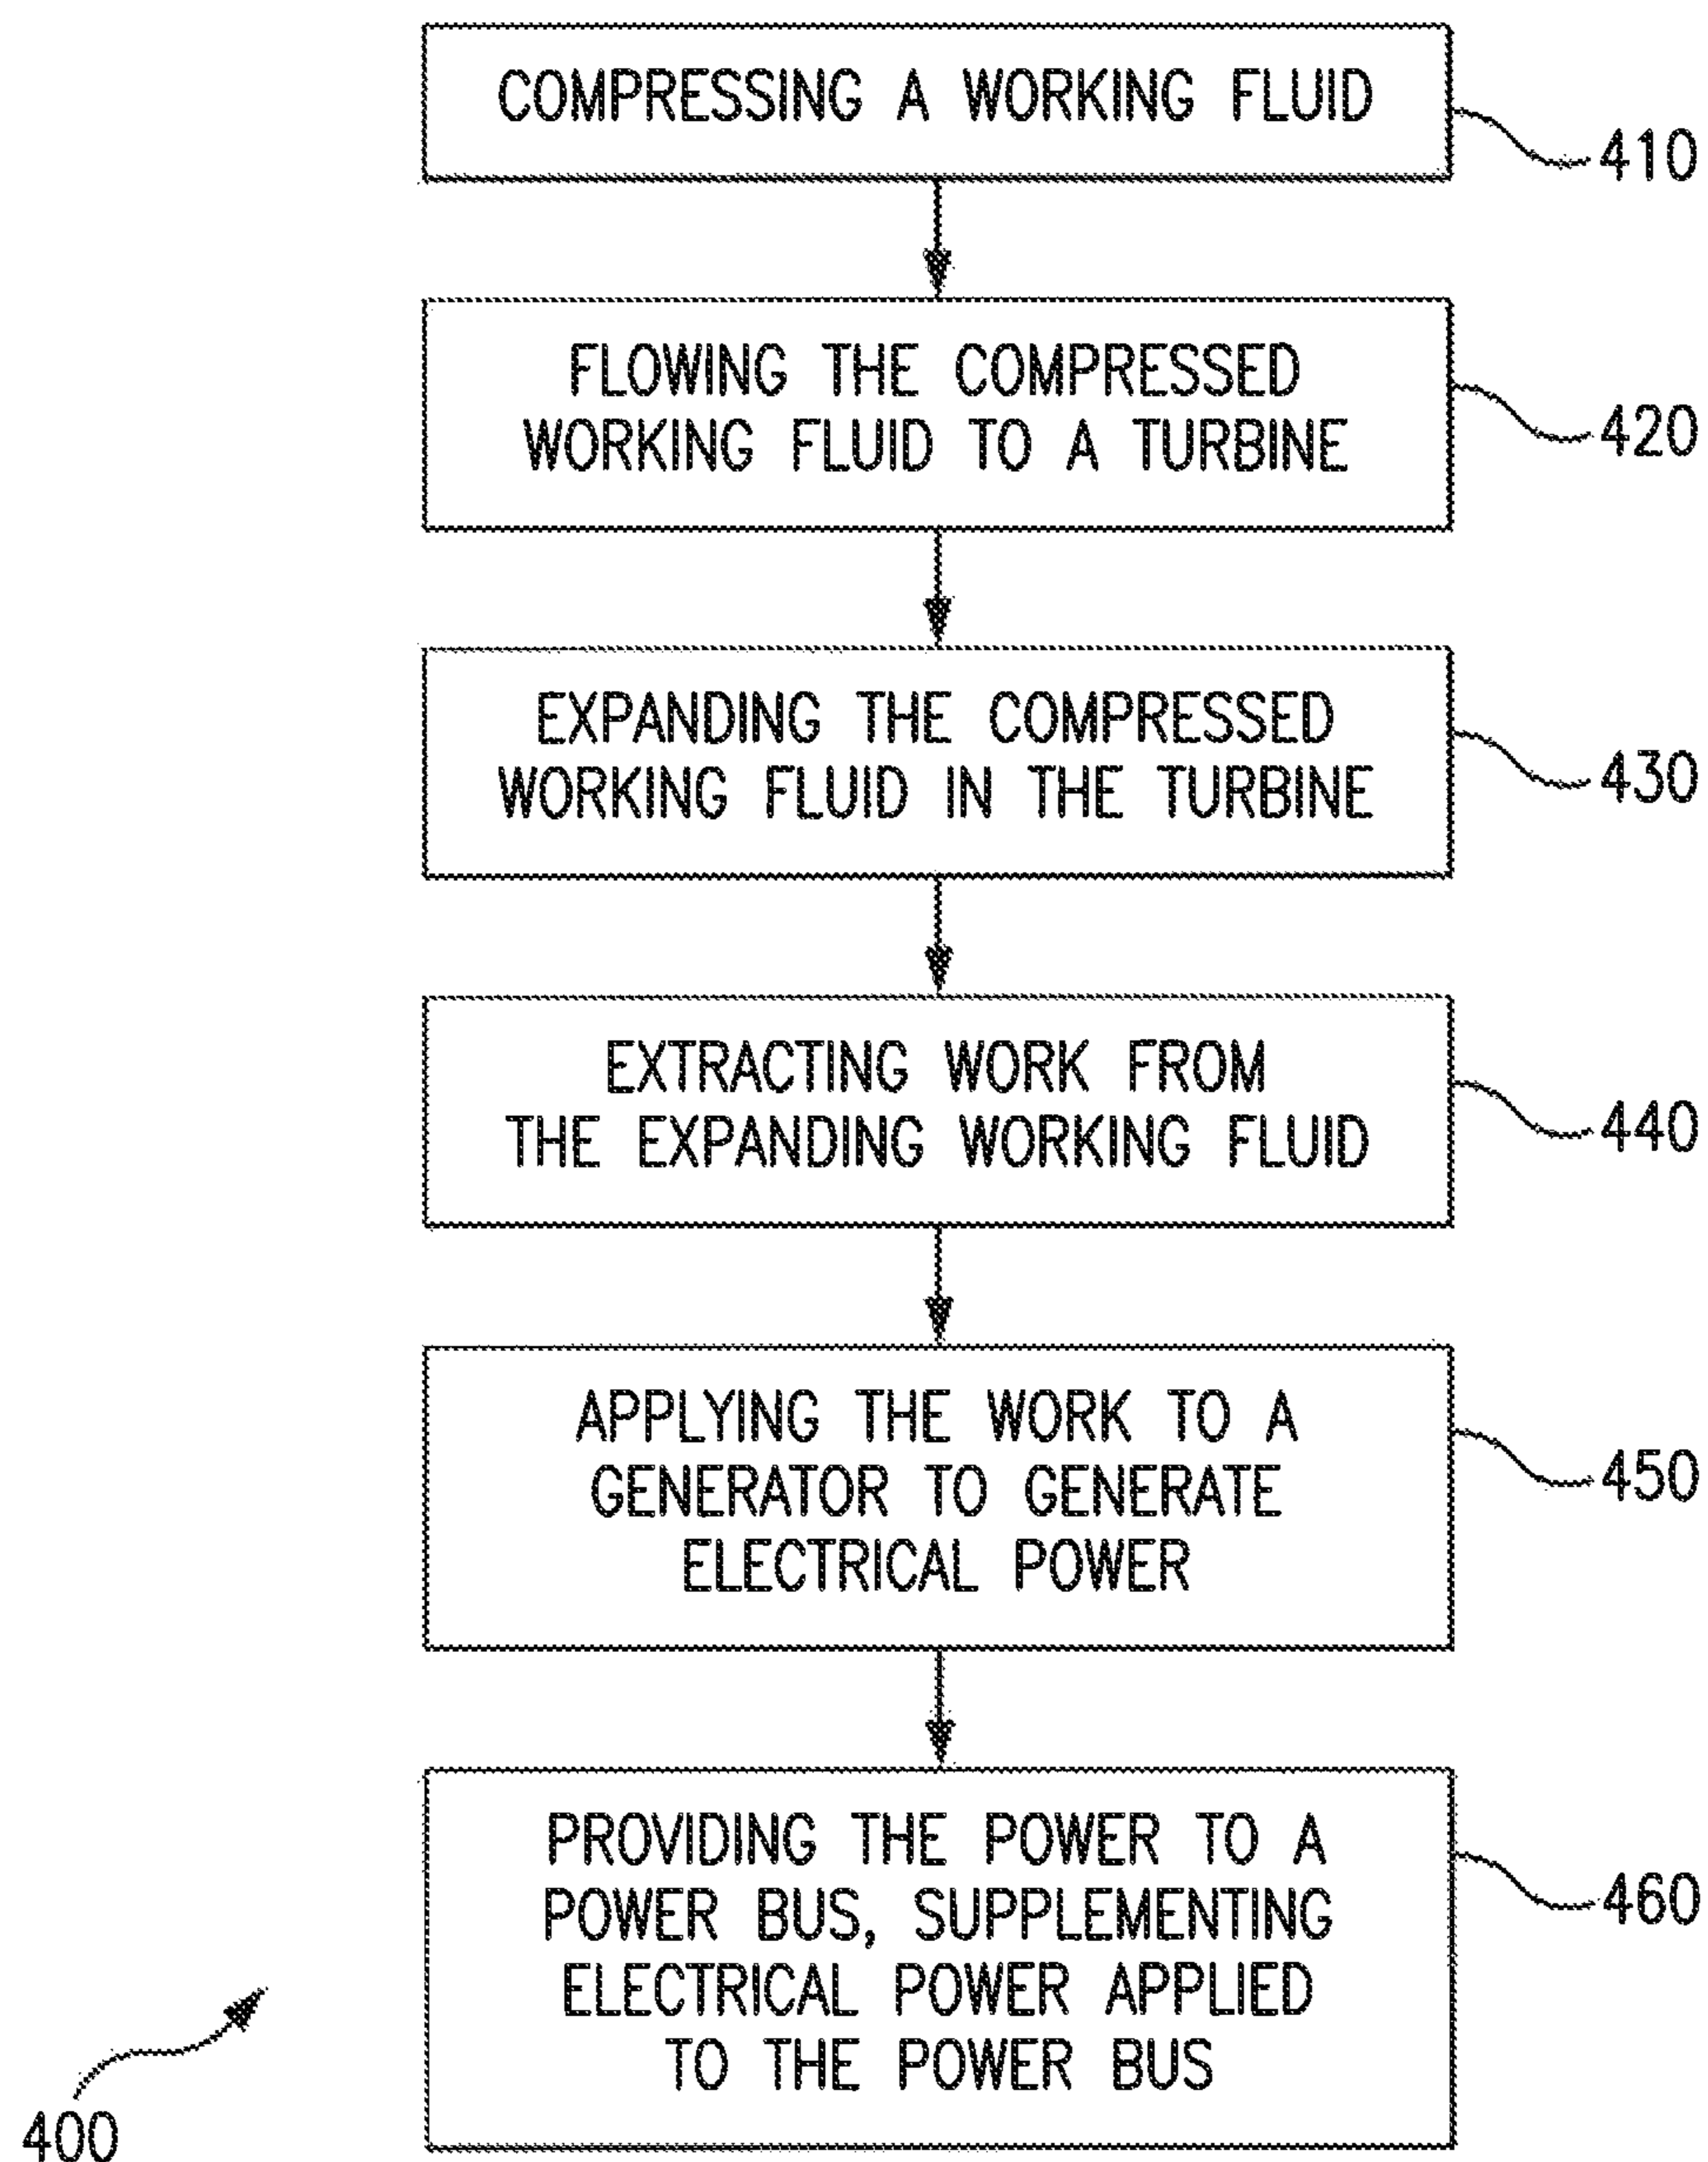 COMPRESSING A WORKING FLUID
410
FLOWING THE COMPRESSED
WORKING FLUID TO A TURBINE
420
EXPANDING THE COMPRESSED
WORKING FLUID IN THE TURBINE
430
EXTRACTING WORK FROM
THE EXPANDING WORKING FLUID
440
APPLYING THE WORK TO A
GENERATOR TO GENERATE
ELECTRICAL POWER
450
PROVIDING THE POWER TO A
POWER BUS, SUPPLEMENTING
ELECTRICAL POWER APPLIED
TO THE POWER BUS
460
400